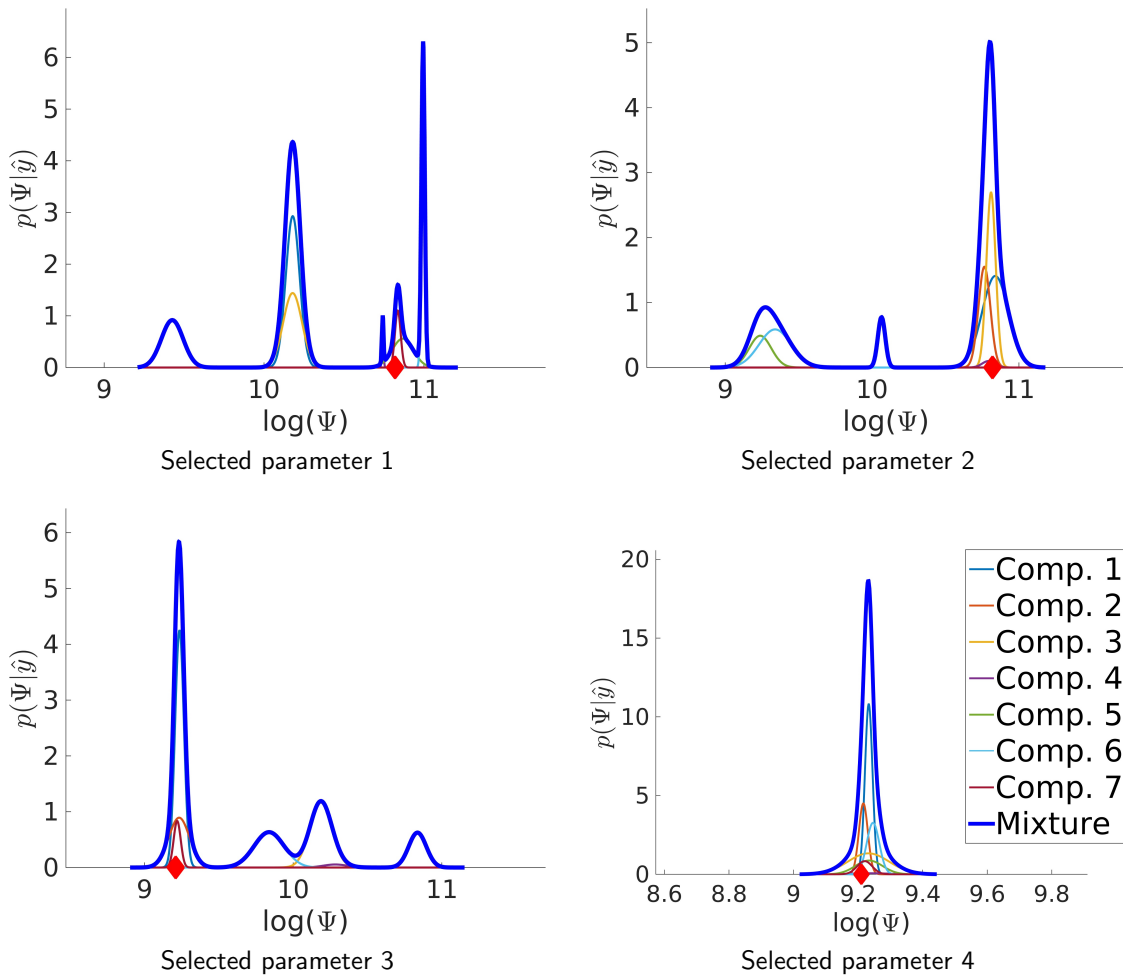 6
5
4
3
2
1
0
p(Ψ|ŷ)
9
10
11
log(Ψ)
Selected parameter 1
5
4
3
2
1
0
p(Ψ|ŷ)
9
10
11
log(Ψ)
Selected parameter 2
6
5
4
3
2
1
0
p(Ψ|ŷ)
9
10
11
log(Ψ)
Selected parameter 3
20
15
10
5
0
p(Ψ|ŷ)
8.6
8.8
9
9.2
9.4
9.6
9.8
log(Ψ)
Comp. 1
Comp. 2
Comp. 3
Comp. 4
Comp. 5
Comp. 6
Comp. 7
Mixture
Selected parameter 4